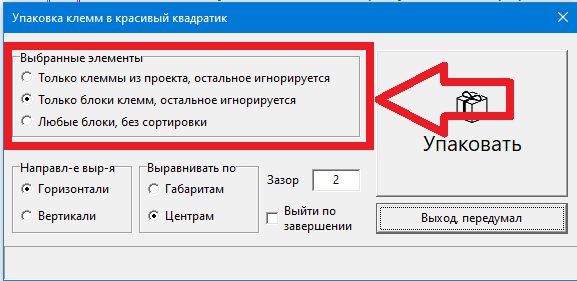 Упаковка клемм в красивый квадратик
Выбранные элементы
Только клеммы из проекта, остальное игнорируется
Только блоки клемм, остальное игнорируется
Любые блоки, без сортировки
Упаковать
Направл-е выр-я
Горизонтали
Вертикали
Выравнивать по
Габаритам
Центрам
Зазор 2
Выйти по
завершении
Выход, передумал